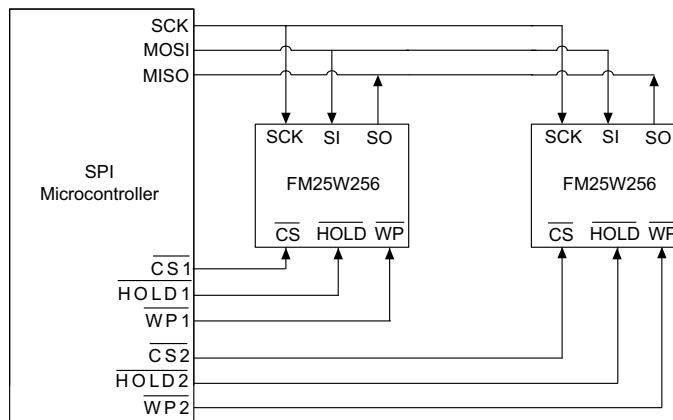 SCK
MOSI
MISO
SPI
Microcontroller
CS1
HOLD1
WP1
CS2
HOLD2
WP2
SCK SI SO
FM25W256
CS HOLD WP
SCK SI SO
FM25W256
CS HOLD WP